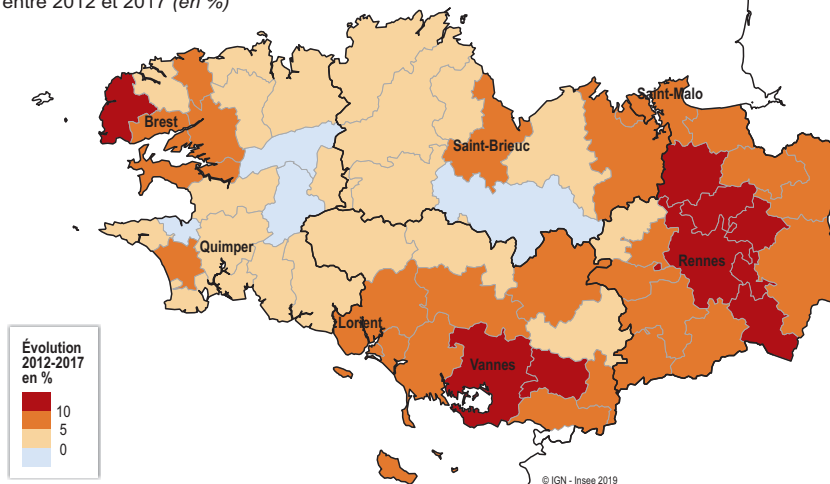 entre 2012 et 2017 (en %)
Saint-Malo
Brest
Saint-Brieuc
Quimper
Rennes
Lorient
Vannes
Évolution
2012-2017
en %
10
5
0
© IGN - Insee 2019